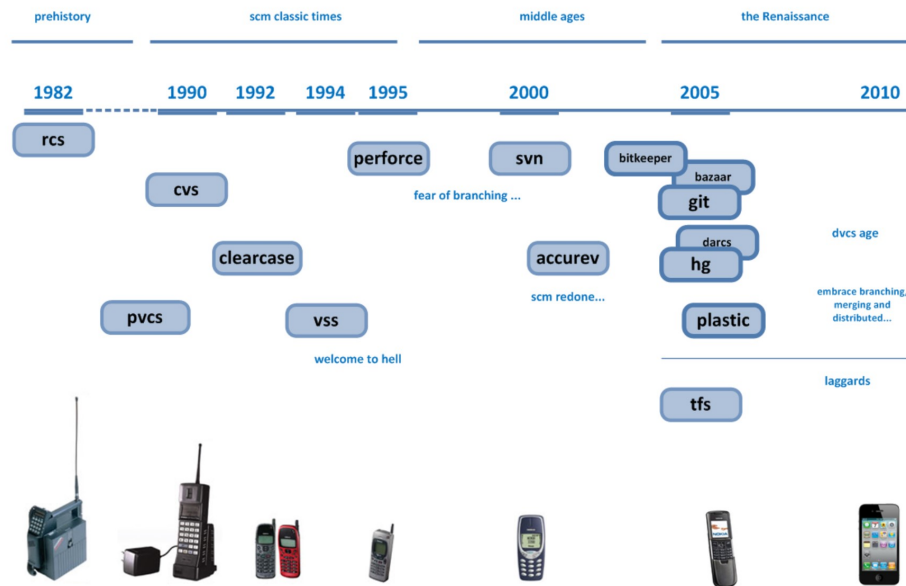 prehistory
scm classic times
middle ages
the Renaissance
1982
1990
1992
1994
1995
2000
2005
2010
rcs
perforce
svn
bitkeeper
bazaar
cvs
fear of branching ...
git
dvcs age
darcs
clearcase
accurev
hg
scm redone...
embrace branching,
merging and
distributed...
pvcs
vss
plastic
welcome to hell
laggards
tfs
NOKIA